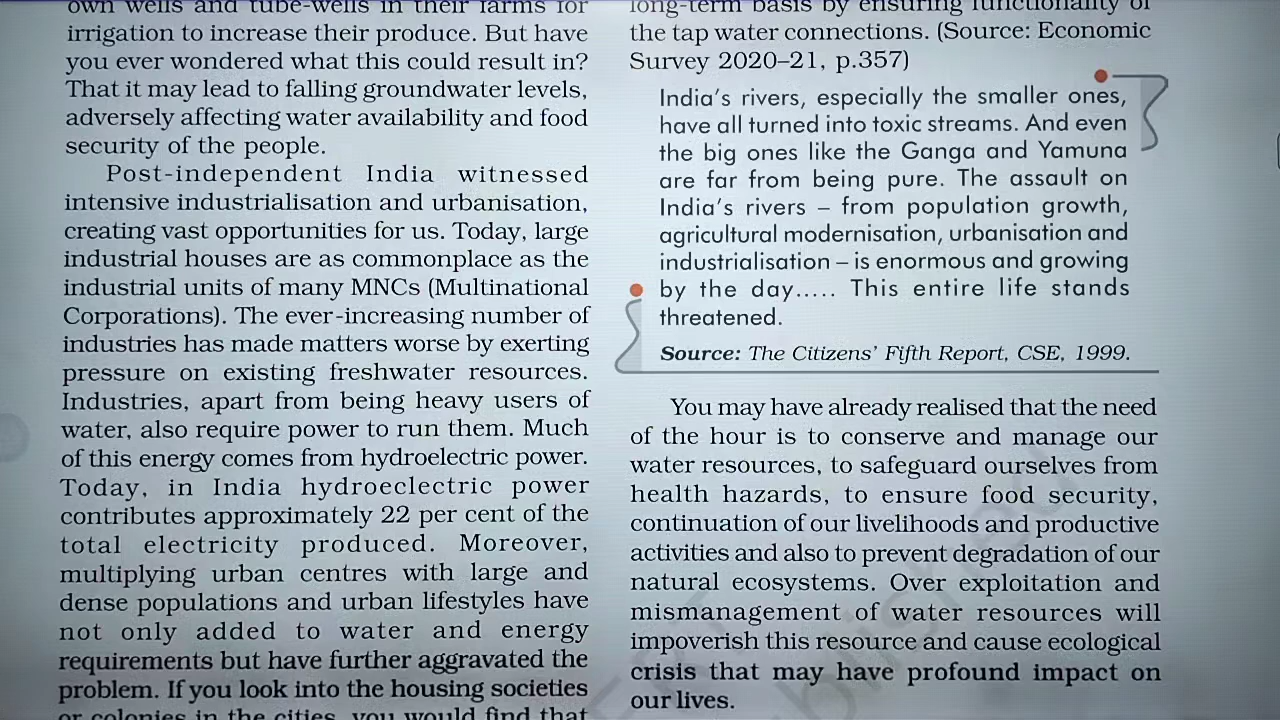 own wells and tube-wells in their farms for
irrigation to increase their produce. But have
you ever wondered what this could result in?
That it may lead to falling groundwater levels,
adversely affecting water availability and food
security of the people.
Post-independent India witnessed
intensive industrialisation and urbanisation,
creating vast opportunities for us. Today, large
industrial houses are as commonplace as the
industrial units of many MNCs (Multinational
Corporations). The ever-increasing number of
industries has made matters worse by exerting
pressure on existing freshwater resources.
Industries, apart from being heavy users of
water, also require power to run them. Much
of this energy comes from hydroelectric power.
Today, in India hydroelectric power
contributes approximately 22 per cent of the
total electricity produced. Moreover,
multiplying urban centres with large and
dense populations and urban lifestyles have
not only added to water and energy
requirements but have further aggravated the
problem. If you look into the housing societies
or colonies in the cities, you would find that
long-term basis by ensuring functionality of
the tap water connections. (Source: Economic
Survey 2020–21, p.357)
India's rivers, especially the smaller ones,
have all turned into toxic streams. And even
the big ones like the Ganga and Yamuna
are far from being pure. The assault on
India's rivers – from population growth,
agricultural modernisation, urbanisation and
industrialisation – is enormous and growing
by the day..... This entire life stands
threatened.
Source: The Citizens' Fifth Report, CSE, 1999.
You may have already realised that the need
of the hour is to conserve and manage our
water resources, to safeguard ourselves from
health hazards, to ensure food security,
continuation of our livelihoods and productive
activities and also to prevent degradation of our
natural ecosystems. Over exploitation and
mismanagement of water resources will
impoverish this resource and cause ecological
crisis that may have profound impact on
our lives.